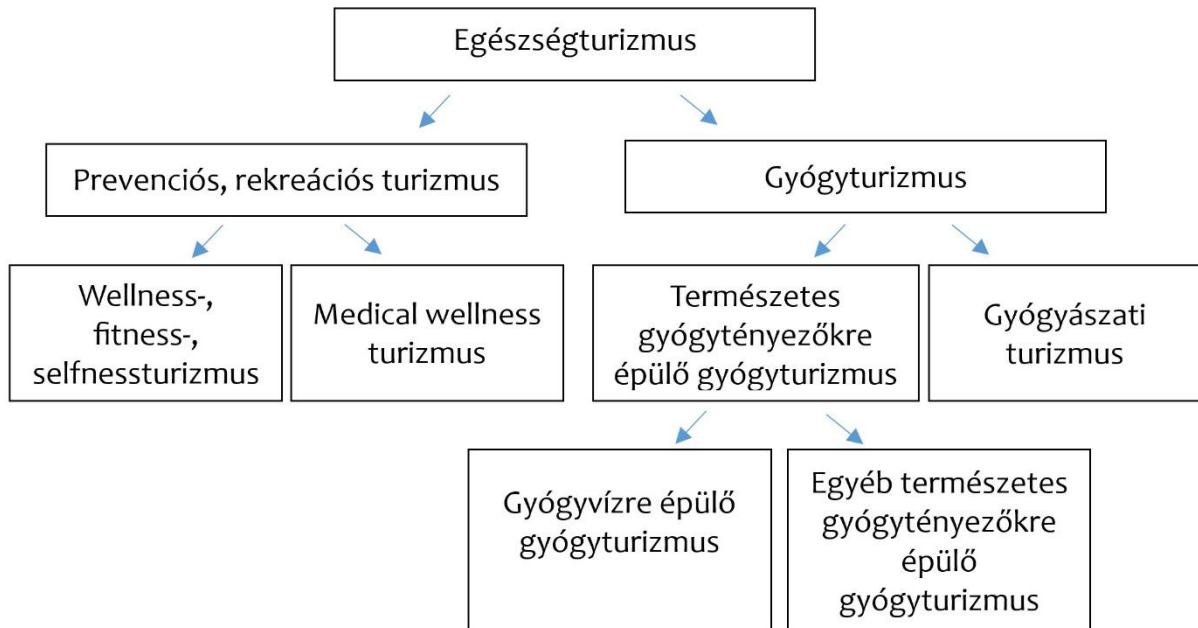 Egészségturizmus
Prevenciós, rekreációs turizmus
Gyógyturizmus
Wellness-,
fitness-,
selfnessturizmus
Medical wellness
turizmus
Természetes
gyógytényezőkre
épülő gyógyturizmus
Gyógyászati
turizmus
Gyógyvízre épülő
gyógyturizmus
Egyéb természetes
gyógytényezőkre
épülő
gyógyturizmus